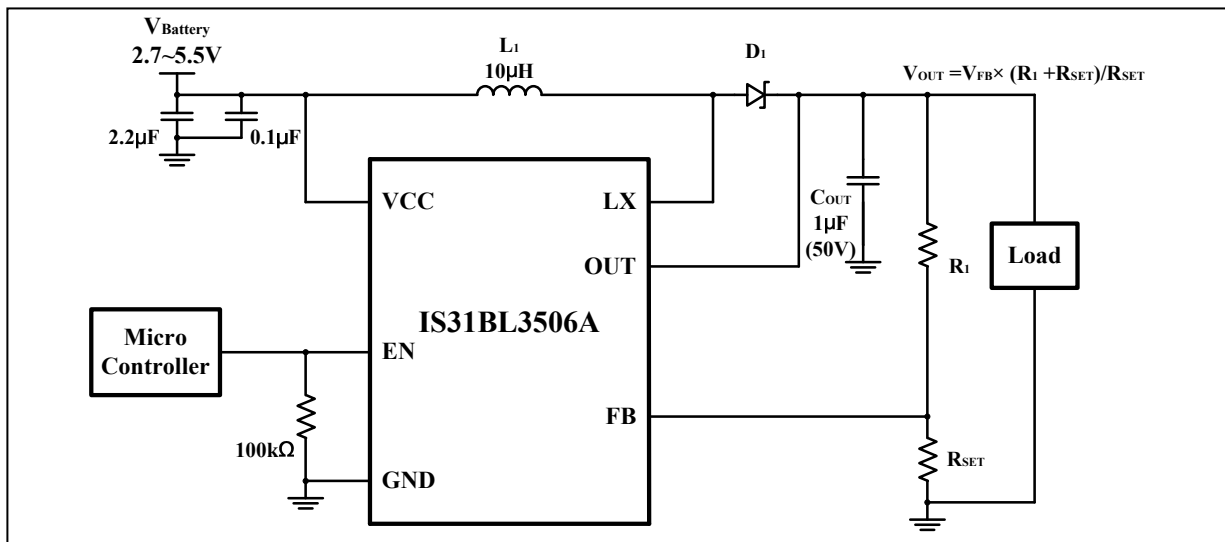 VBattery
2.7~5.5V
L1
10µH
D1
VOUT =VFB× (R1 +RSET)/RSET
2.2µF
0.1µF
VCC
LX
COUT
1µF
(50V)
OUT
R1
Load
IS31BL3506A
Micro
Controller
EN
FB
100kΩ
RSET
GND